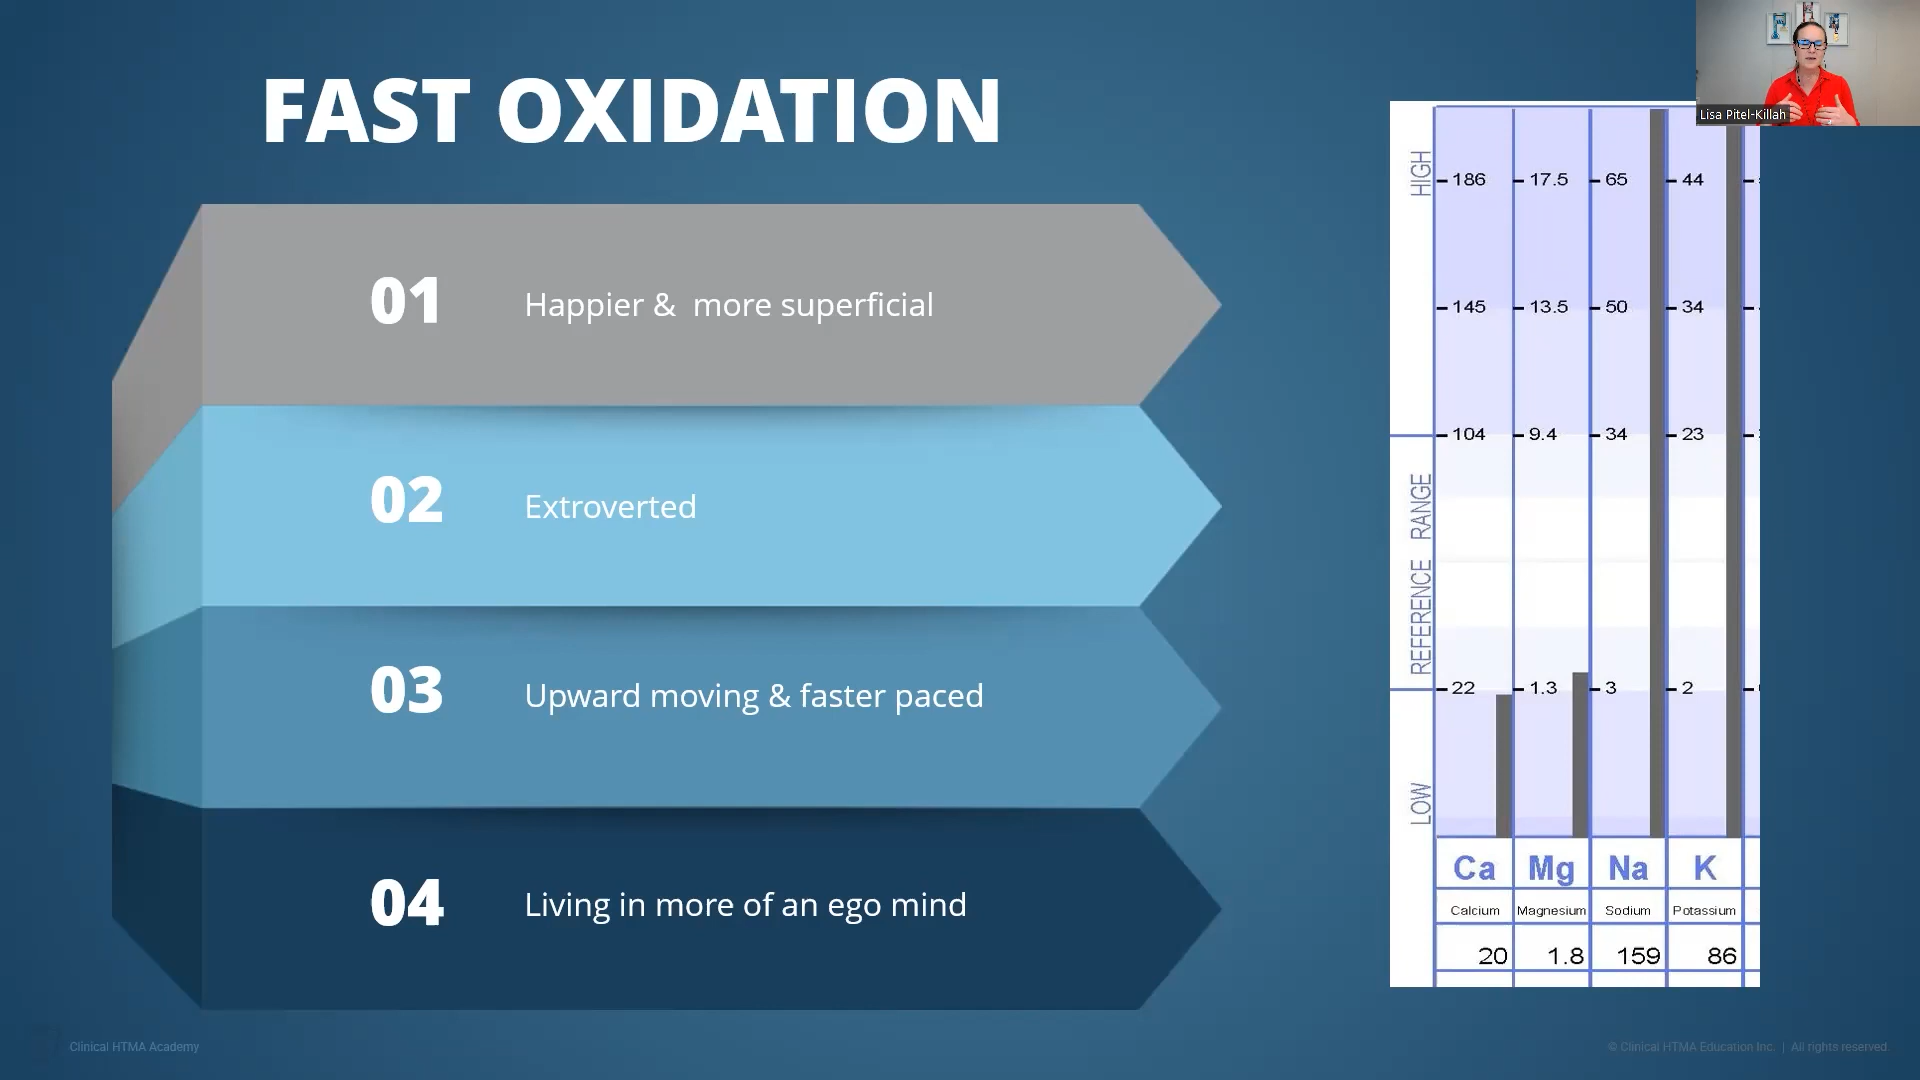 FAST OXIDATION
01 Happier & more superficial
02 Extroverted
03 Upward moving & faster paced
04 Living in more of an ego mind
Lisa Pitel-Killah
HIGH
186 17.5 65 44
145 13.5 50 34
104 9.4 34 23
REFERENCE RANGE
22 1.3 3 2
LOW
Ca Mg Na K
Calcium Magnesium Sodium Potassium
20 1.8 159 86
Clinical HTMA Academy
© Clinical HTMA Education Inc. | All rights reserved.